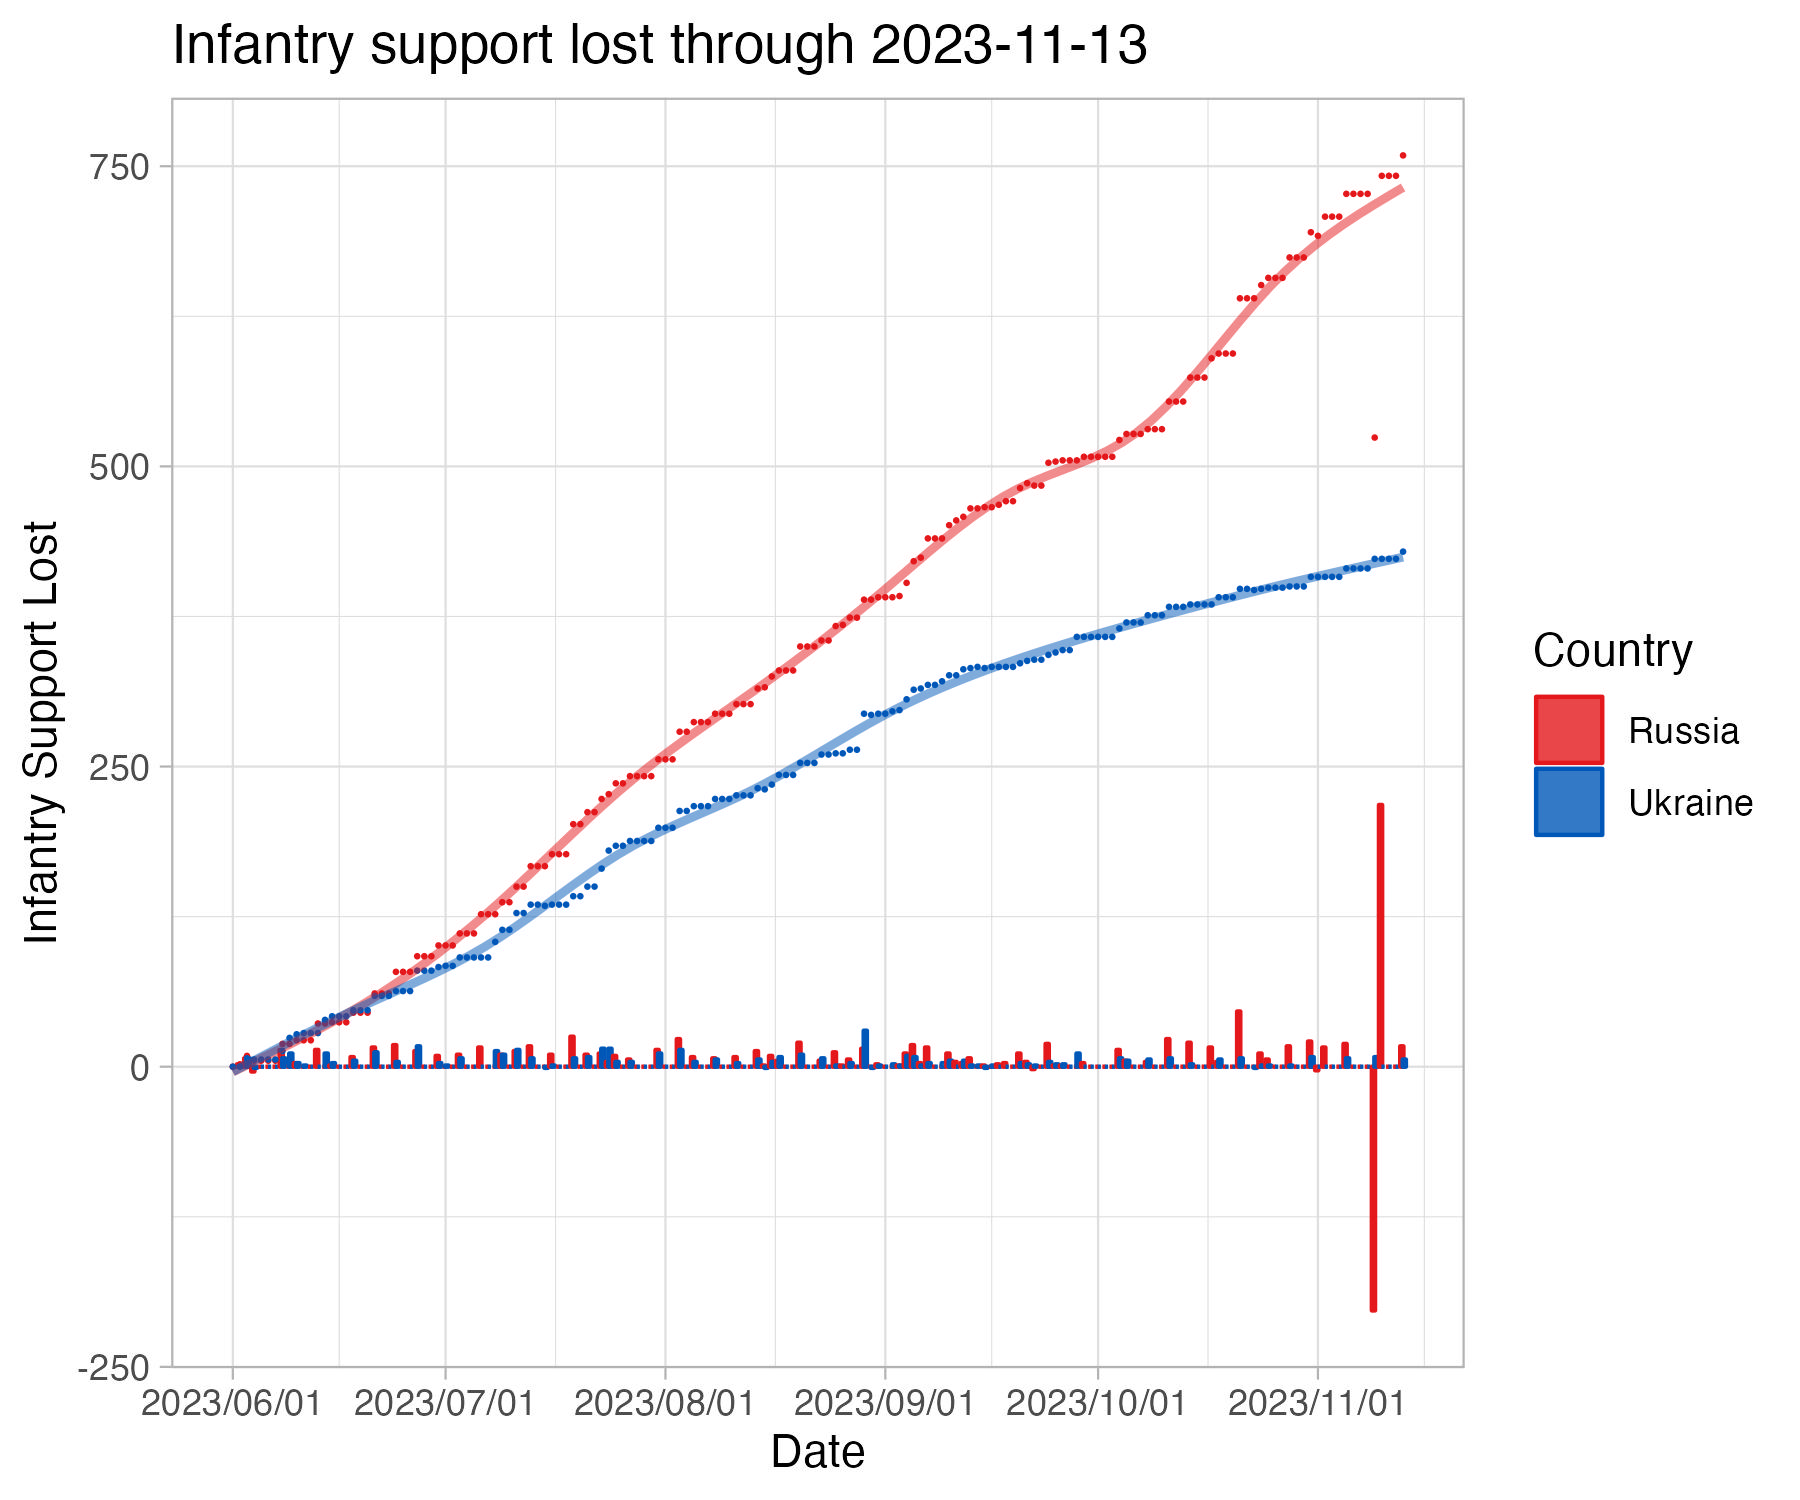 Infantry support lost through 2023-11-13
Infantry Support Lost
750
500
250
0
-250
2023/06/01
2023/07/01
2023/08/01
2023/09/01
2023/10/01
2023/11/01
Date
Country
Russia
Ukraine